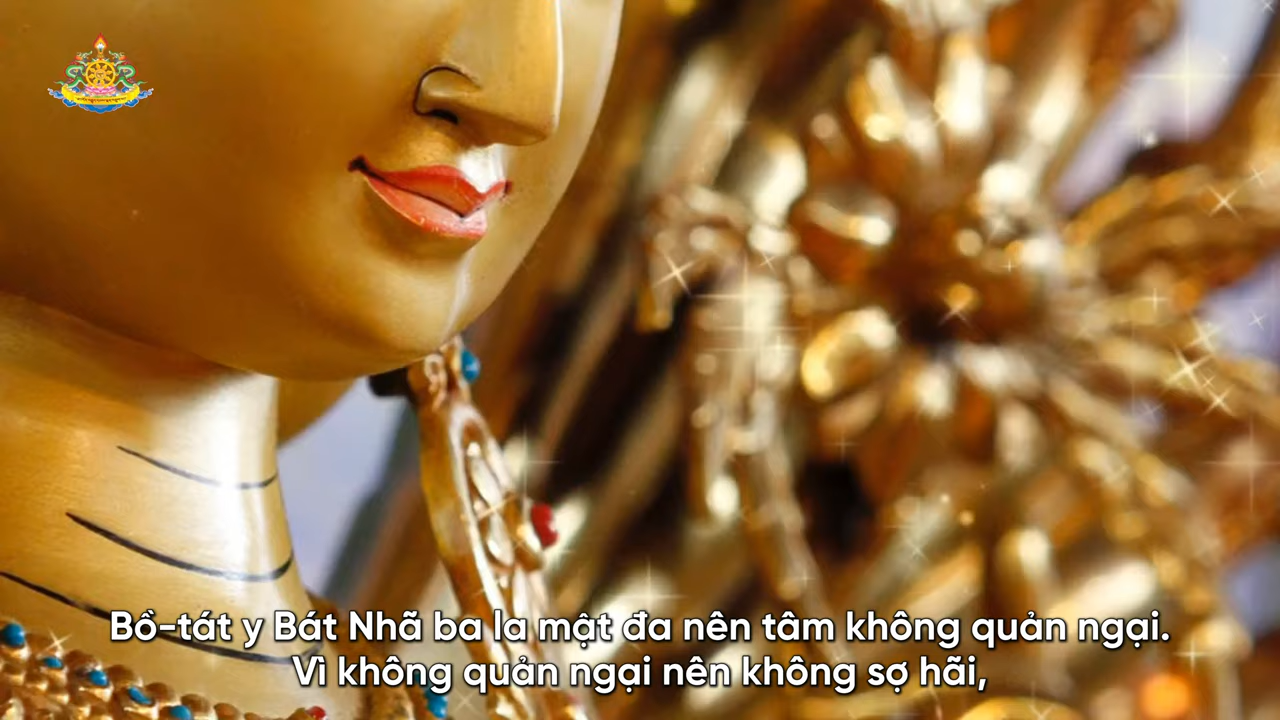 Bồ-tát y Bát Nhã ba la mật đa nên tâm không quản ngại.
Vì không quản ngại nên không sợ hãi,